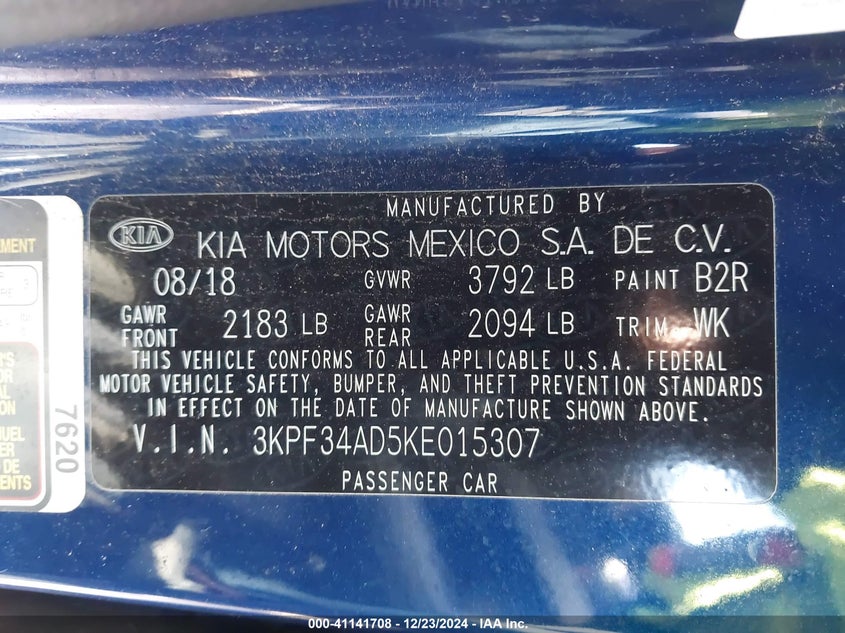 MANUFACTURED BY
KIA KIA MOTORS MEXICO S.A. DE C.V.
08/18 GVWR 3792 LB PAINT B2R
GAWR FRONT 2183 LB GAWR REAR 2094 LB TRIM WK
THIS VEHICLE CONFORMS TO ALL APPLICABLE U.S.A. FEDERAL
MOTOR VEHICLE SAFETY, BUMPER, AND THEFT PREVENTION STANDARDS
IN EFFECT ON THE DATE OF MANUFACTURE SHOWN ABOVE.
V.I.N. 3KPF34AD5KE015307
PASSENGER CAR
7620
000-41141708 - 12/23/2024 - IAA Inc.